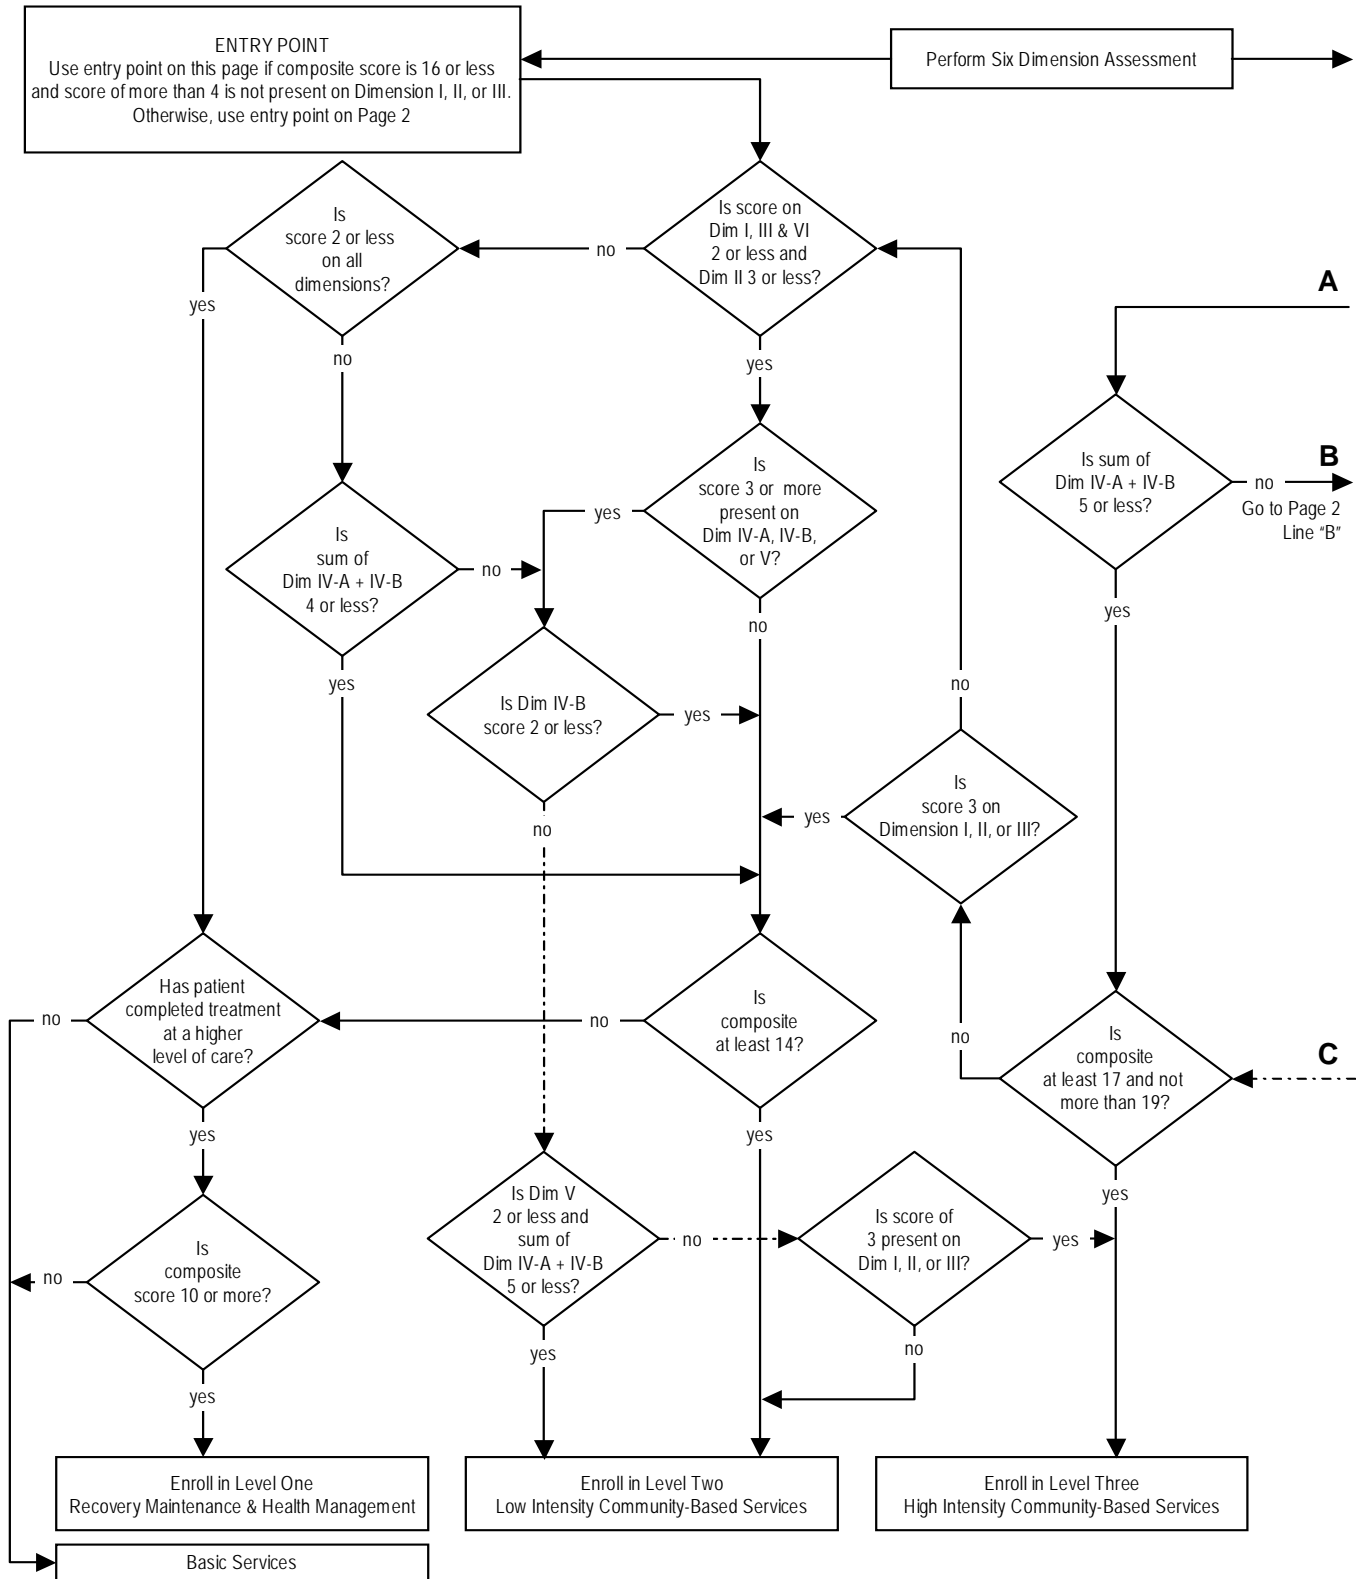 ENTRY POINT
Use entry point on this page if composite score is 16 or less
and score of more than 4 is not present on Dimension I, II, or III.
Otherwise, use entry point on Page 2
Perform Six Dimension Assessment
Is
score 2 or less
on all
dimensions?
no
Is score on
Dim I, III & VI
2 or less and
Dim II 3 or less?
yes
no
yes
A
Is
sum of
Dim IV-A + IV-B
4 or less?
no
yes
Is
score 3 or more
present on
Dim IV-A, IV-B,
or V?
Is sum of
Dim IV-A + IV-B
5 or less?
no
B
Go to Page 2
Line "B"
yes
no
yes
Is Dim IV-B
score 2 or less?
yes
no
no
Is
score 3 on
Dimension I, II, or III?
yes
Has patient
completed treatment
at a higher
level of care?
no
no
Is
composite
at least 14?
no
Is
composite
at least 17 and not
more than 19?
C
yes
yes
yes
Is
composite
score 10 or more?
no
Is Dim V
2 or less and
sum of
Dim IV-A + IV-B
5 or less?
no
Is score of
3 present on
Dim I, II, or III?
yes
yes
yes
no
Enroll in Level One
Recovery Maintenance & Health Management
Enroll in Level Two
Low Intensity Community-Based Services
Enroll in Level Three
High Intensity Community-Based Services
Basic Services